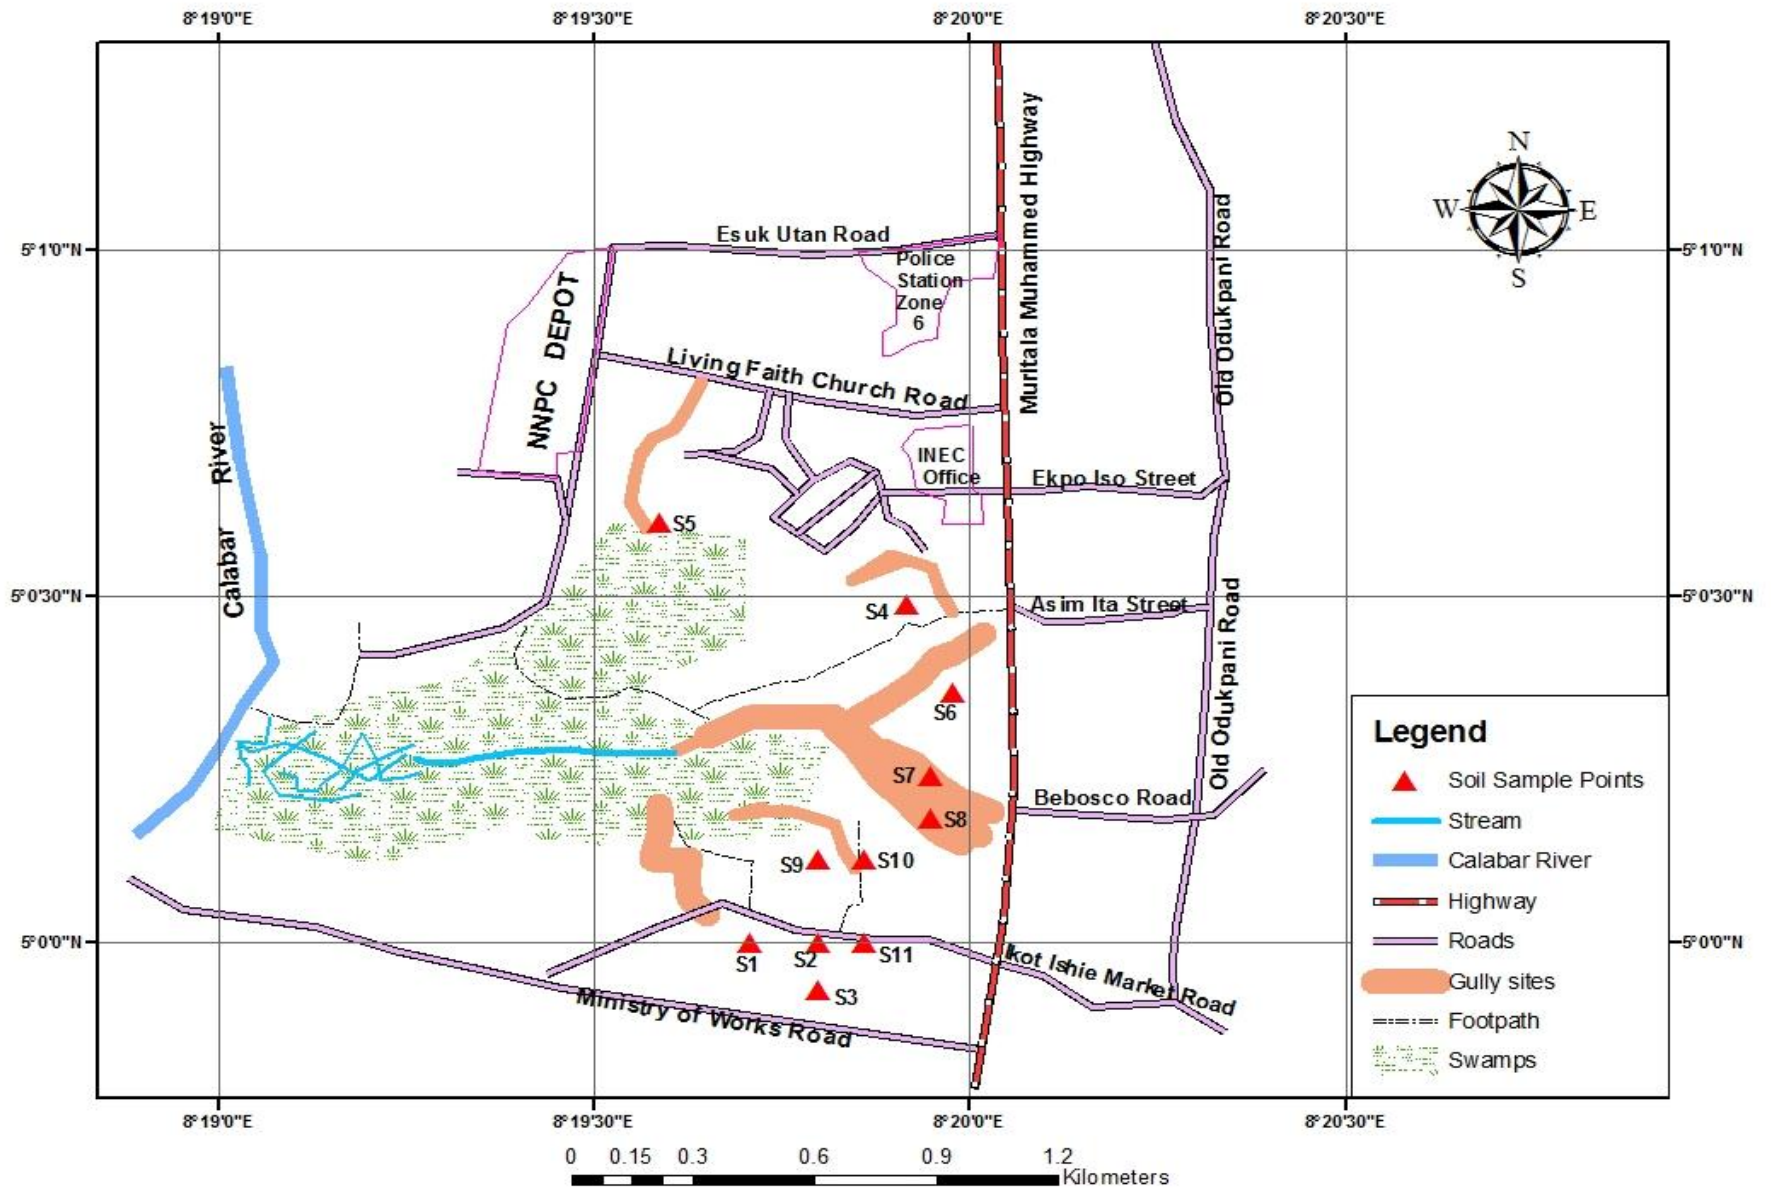 8°19'0"E
8°19'30"E
8°20'0"E
8°20'30"E
N
W
E
S
Muritala Muhammed Highway
Old Odukpani Road
Esuk Utan Road
5°1'0"N
5°1'0"N
Police
Station
Zone
6
NNPC DEPOT
Living Faith Church Road
INEC
Office
Ekpo Iso Street
Calabar River
S5
5°0'30"N
5°0'30"N
S4
Asim Ita Street
Old Odukpani Road
S6
S7
S8
Bebosco Road
S9
S10
5°0'0"N
5°0'0"N
S1
S2
S11
S3
Ikot Ishie Market Road
Ministry of Works Road
Legend
Soil Sample Points
Stream
Calabar River
Highway
Roads
Gully sites
Footpath
Swamps
8°19'0"E
8°19'30"E
8°20'0"E
8°20'30"E
0 0.15 0.3 0.6 0.9 1.2
Kilometers